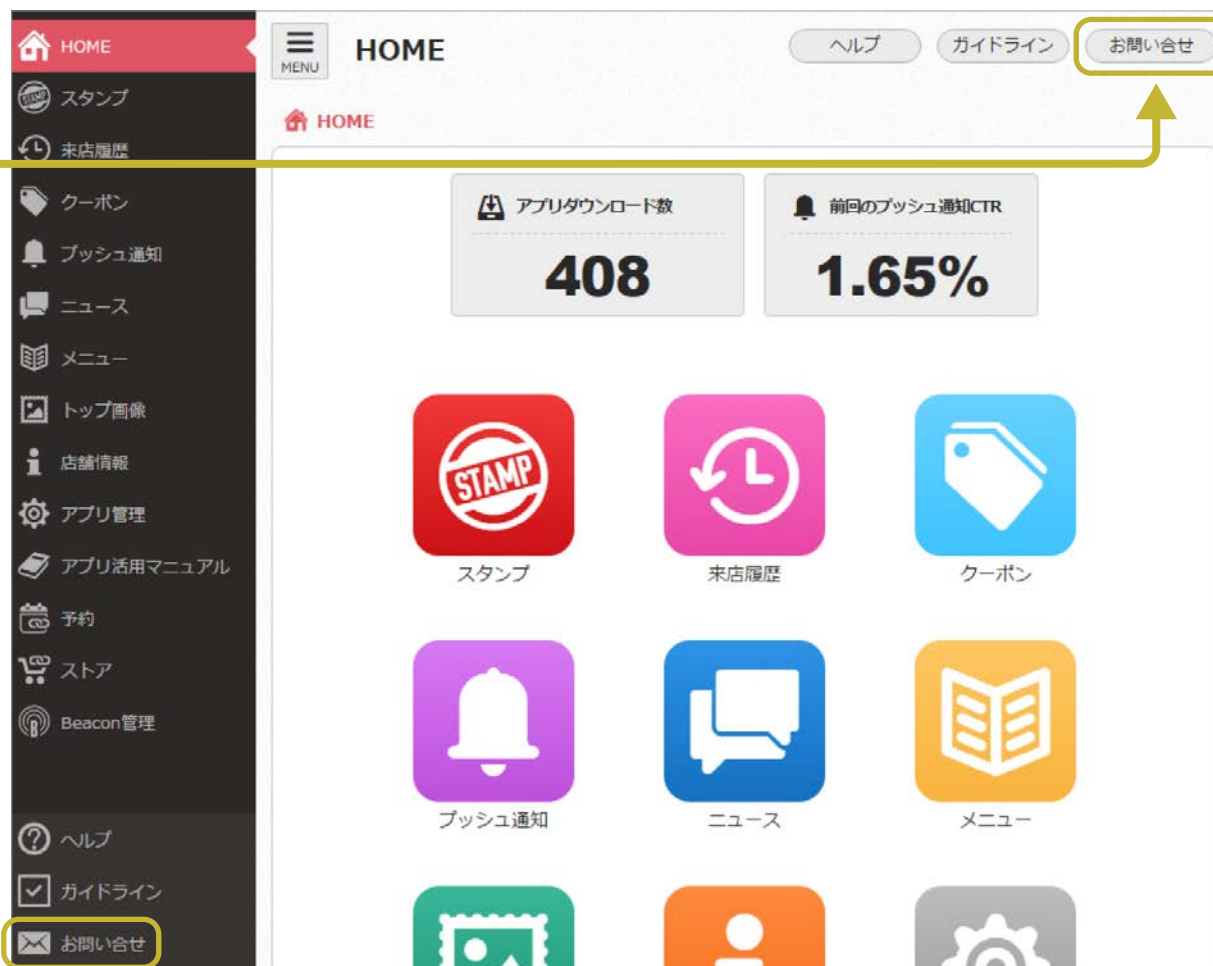 HOME
スタンプ
来店履歴
クーポン
プッシュ通知
ニュース
メニュー
トップ画像
店舗情報
アプリ管理
アプリ活用マニュアル
予約
ストア
Beacon管理
ヘルプ
ガイドライン
お問い合せ
MENU
HOME
ヘルプ
ガイドライン
お問い合せ
HOME
アプリダウンロード数
408
前回のプッシュ通知CTR
1.65%
STAMP
スタンプ
来店履歴
クーポン
プッシュ通知
ニュース
メニュー